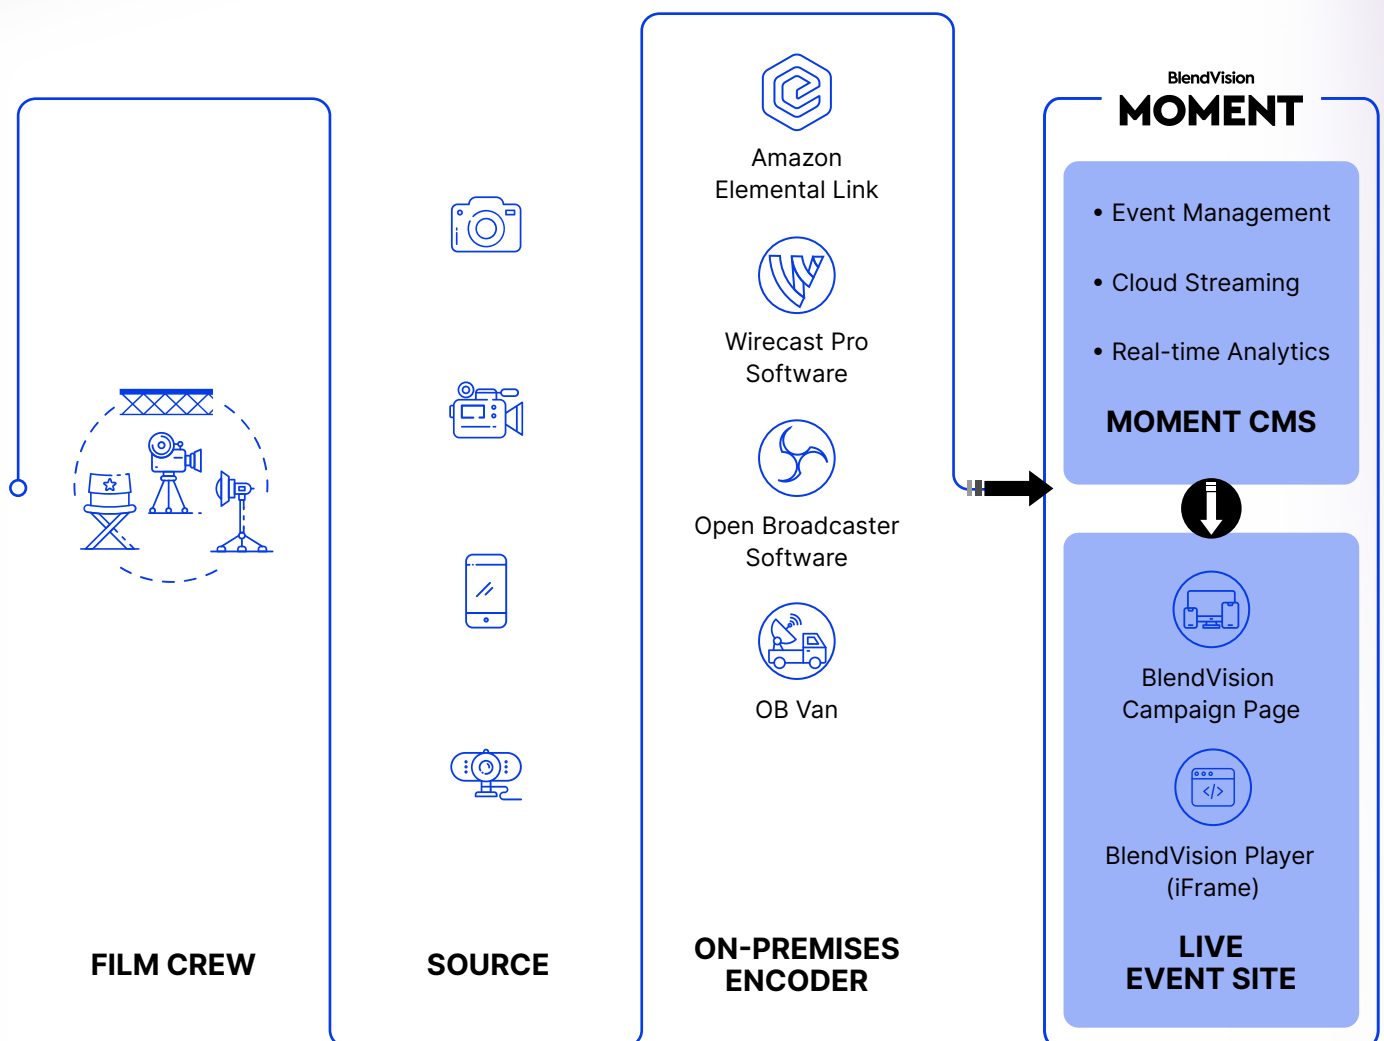 FILM CREW
SOURCE
Amazon
Elemental Link
Wirecast Pro
Software
Open Broadcaster
Software
OB Van
ON-PREMISES
ENCODER
BlendVision
MOMENT
• Event Management
• Cloud Streaming
• Real-time Analytics
MOMENT CMS
BlendVision
Campaign Page
</>
BlendVision Player
(iFrame)
LIVE
EVENT SITE